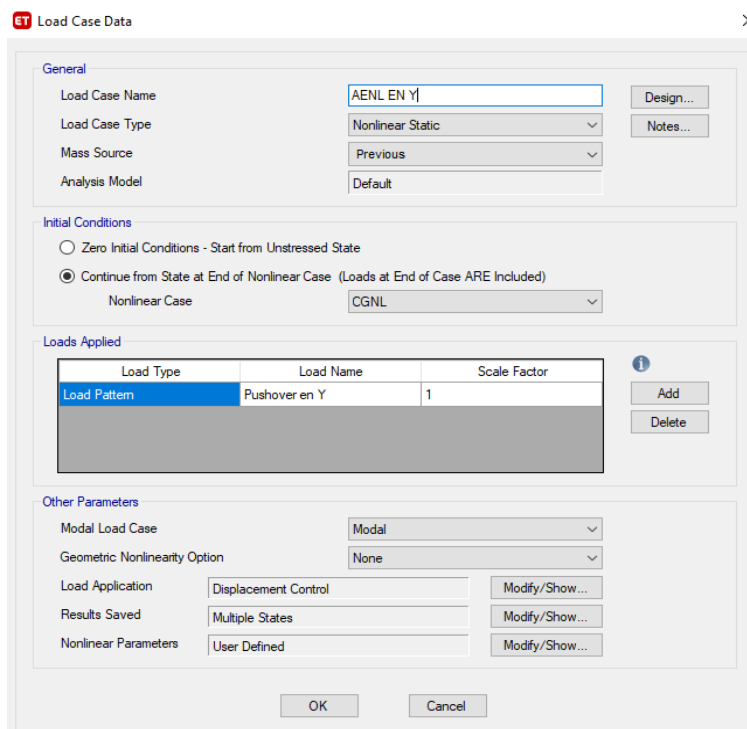 ET Load Case Data
General
Load Case Name AENL EN Y Design...
Load Case Type Nonlinear Static Notes...
Mass Source Previous
Analysis Model Default
Initial Conditions
Zero Initial Conditions - Start from Unstressed State
Continue from State at End of Nonlinear Case (Loads at End of Case ARE Included)
Nonlinear Case CGNL
Loads Applied
Load Type Load Name Scale Factor
Load Pattern Pushover en Y 1 Add
Delete
Other Parameters
Modal Load Case Modal
Geometric Nonlinearity Option None
Load Application Displacement Control Modify/Show...
Results Saved Multiple States Modify/Show...
Nonlinear Parameters User Defined Modify/Show...
OK Cancel